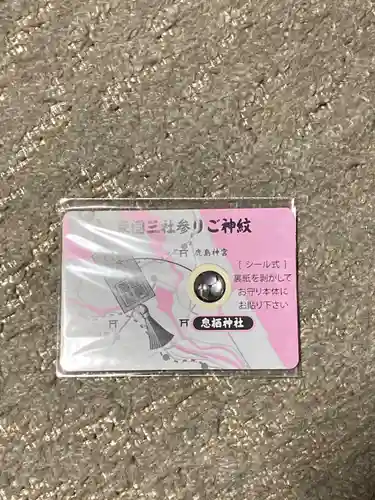 東国三社参りご神紋
鹿島神宮
[ シール式 ]
裏紙を剥がして
お守り本体に
お貼り下さい
息栖神社